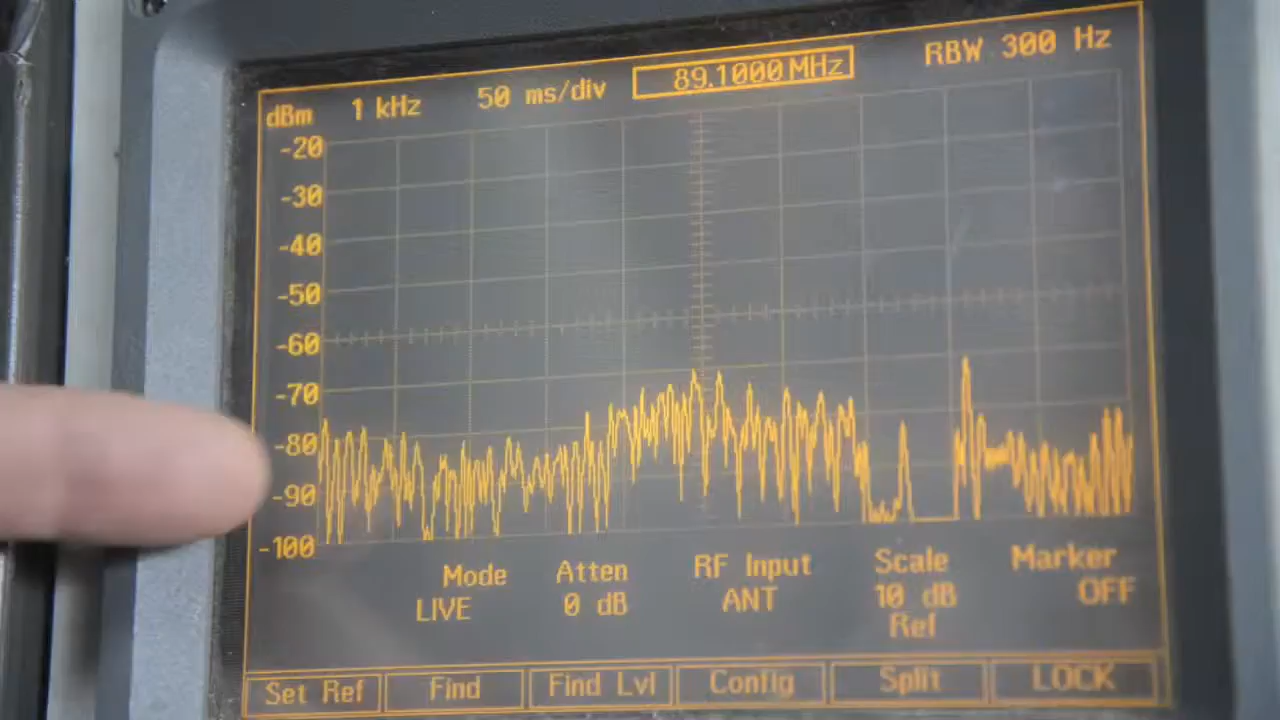 dBm 1 kHz 50 ms/div 89.1000 MHz RBW 300 Hz
-20
-30
-40
-50
-60
-70
-80
-90
-100
Mode Atten RF Input Scale Marker
LIVE 0 dB ANT 10 dB OFF
Ref
Set Ref Find Find Lvl Config Split LOCK